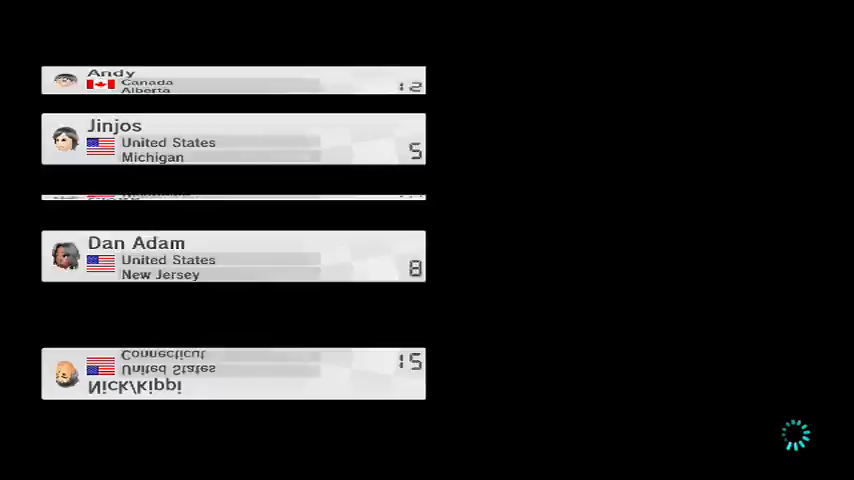 Andy
Canada
Alberta
12
Jinjos
United States
Michigan
5
Dan Adam
United States
New Jersey
8
Connecticut
15
United States
Nick/Kippi